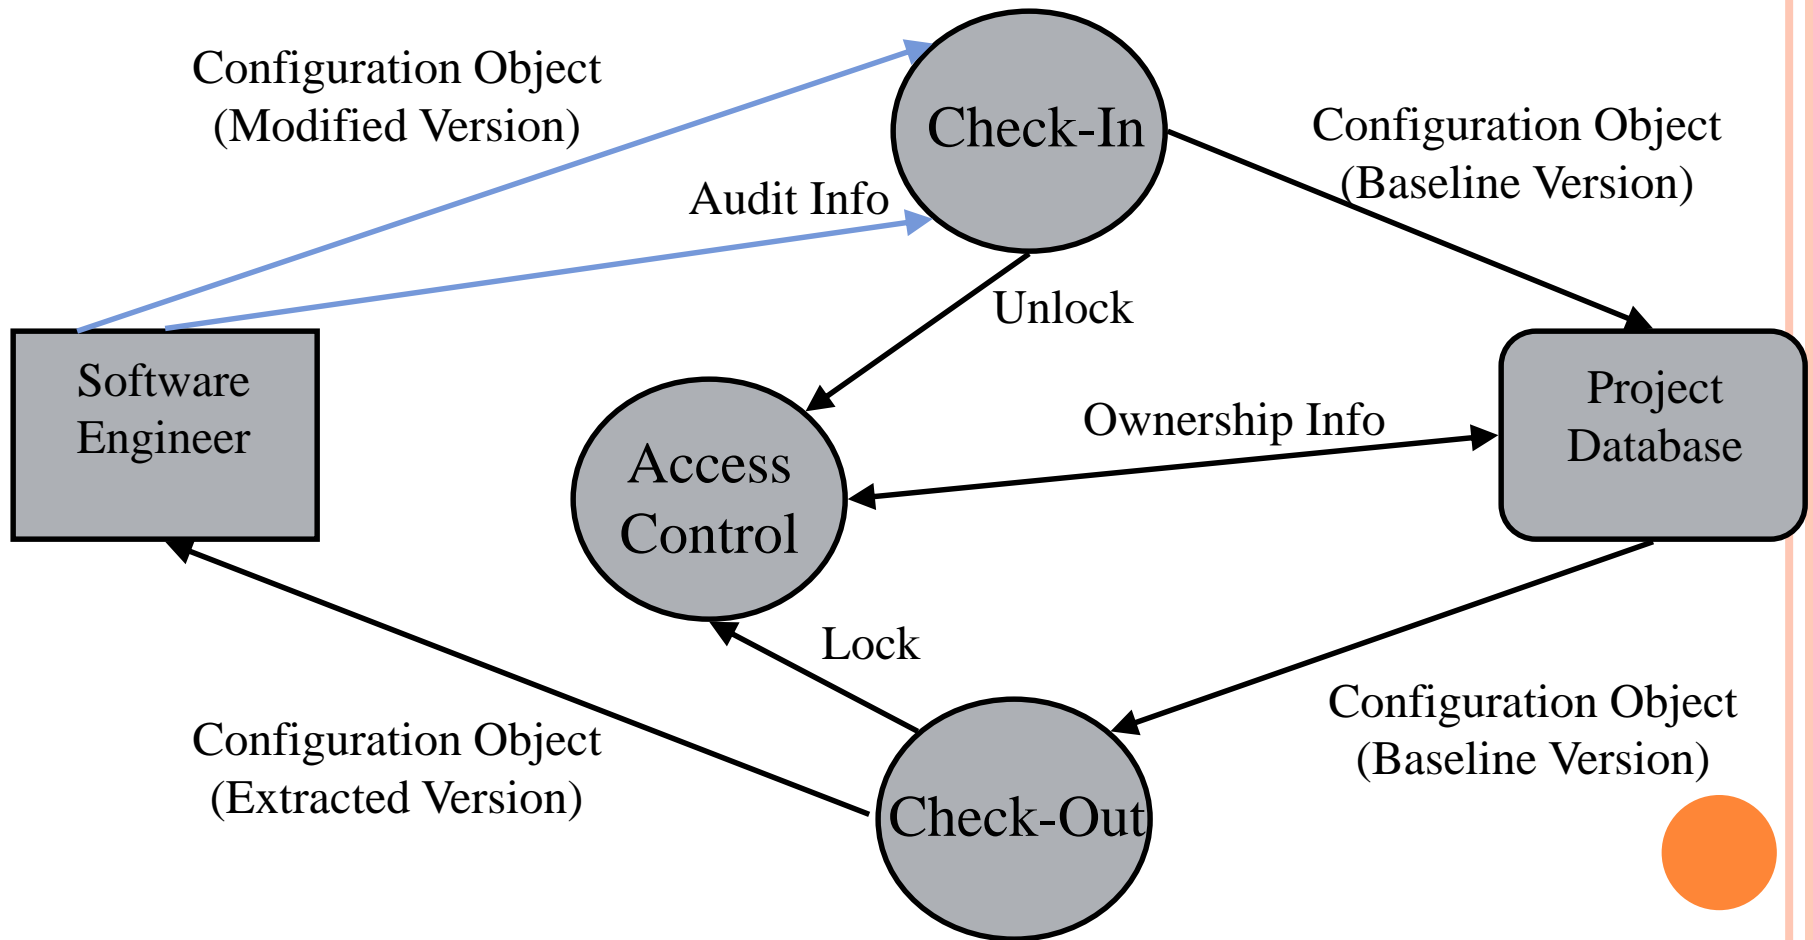 Configuration Object
(Modified Version)
Check-In
Configuration Object
(Baseline Version)
Audit Info
Unlock
Software
Engineer
Access
Control
Ownership Info
Project
Database
Lock
Configuration Object
(Extracted Version)
Check-Out
Configuration Object
(Baseline Version)